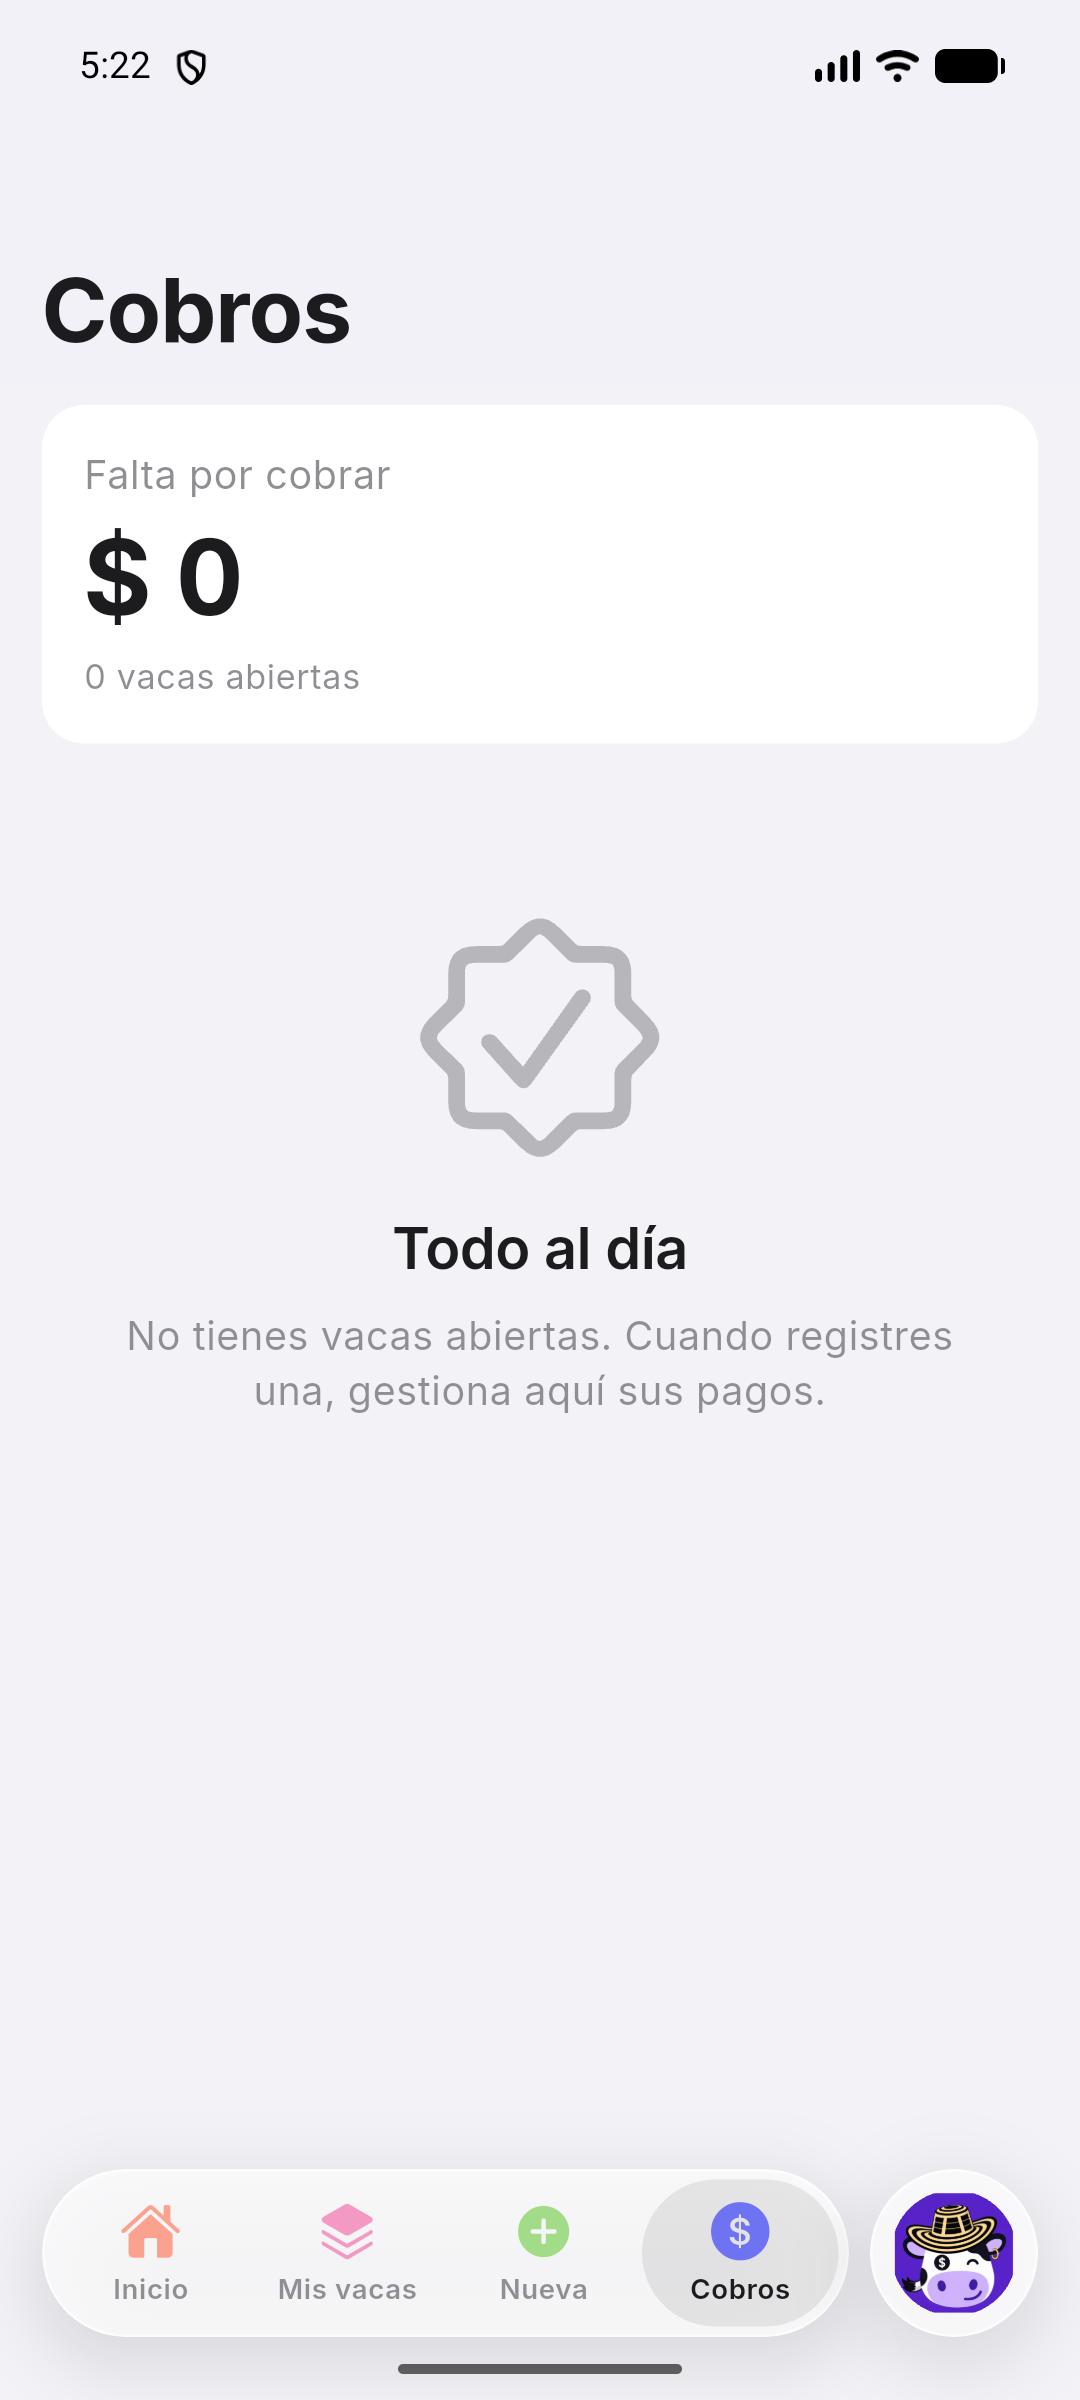 5:22
Cobros
Falta por cobrar
$ 0
0 vacas abiertas
Todo al día
No tienes vacas abiertas. Cuando registres
una, gestiona aquí sus pagos.
Inicio
Mis vacas
Nueva
$
Cobros
$